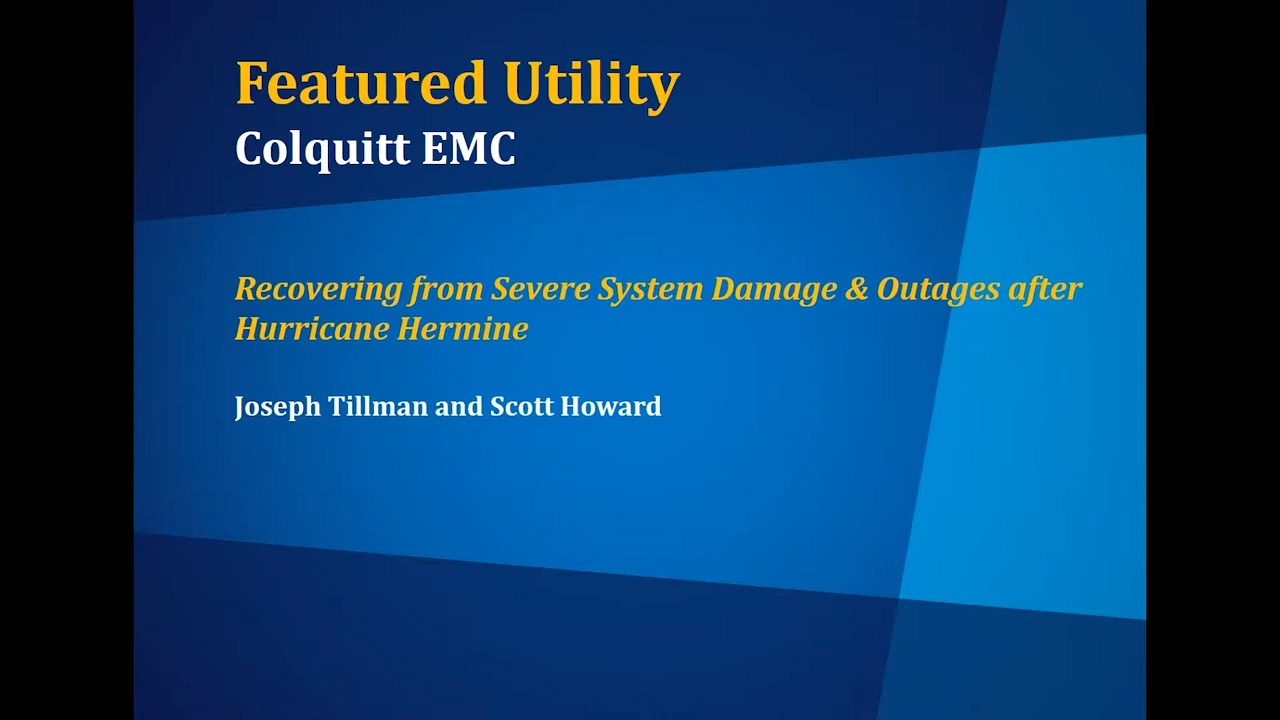 Featured Utility
Colquitt EMC
Recovering from Severe System Damage & Outages after
Hurricane Hermine
Joseph Tillman and Scott Howard